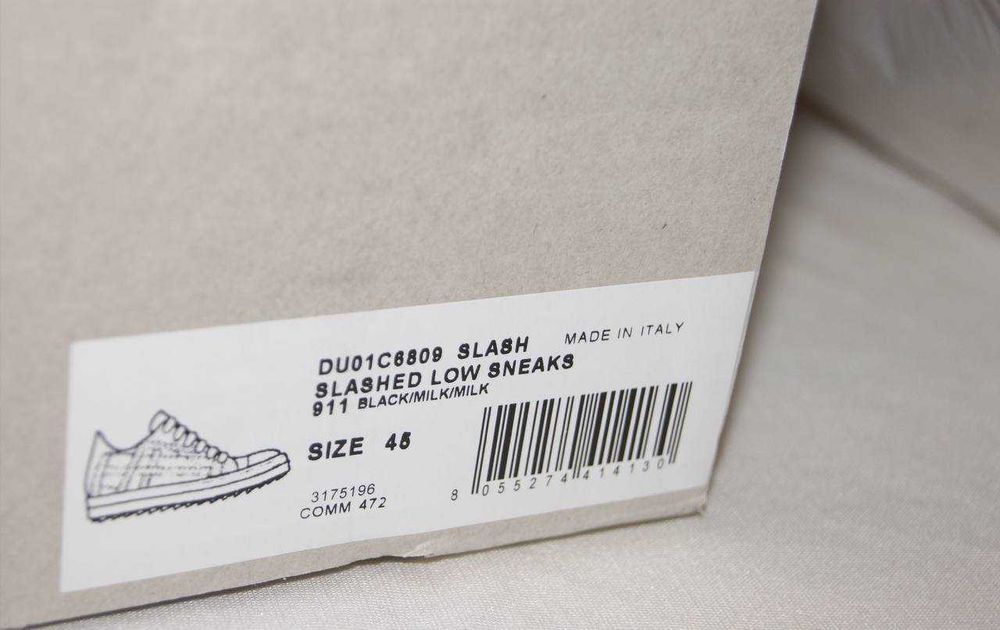 DU01C6809 SLASH MADE IN ITALY
SLASHED LOW SNEAKS
911 BLACK/MILK/MILK
SIZE 45
3175196
COMM 472
8 055274 414130